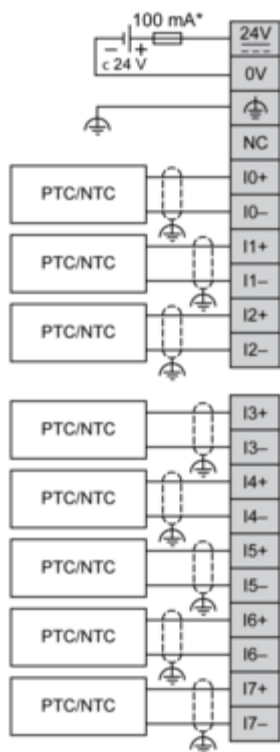 100 mA*
24V
– +
c 24 V
0V
NC
PTC/NTC
I0+
I0–
PTC/NTC
I1+
I1–
PTC/NTC
I2+
I2–
PTC/NTC
I3+
I3–
PTC/NTC
I4+
I4–
PTC/NTC
I5+
I5–
PTC/NTC
I6+
I6–
PTC/NTC
I7+
I7–